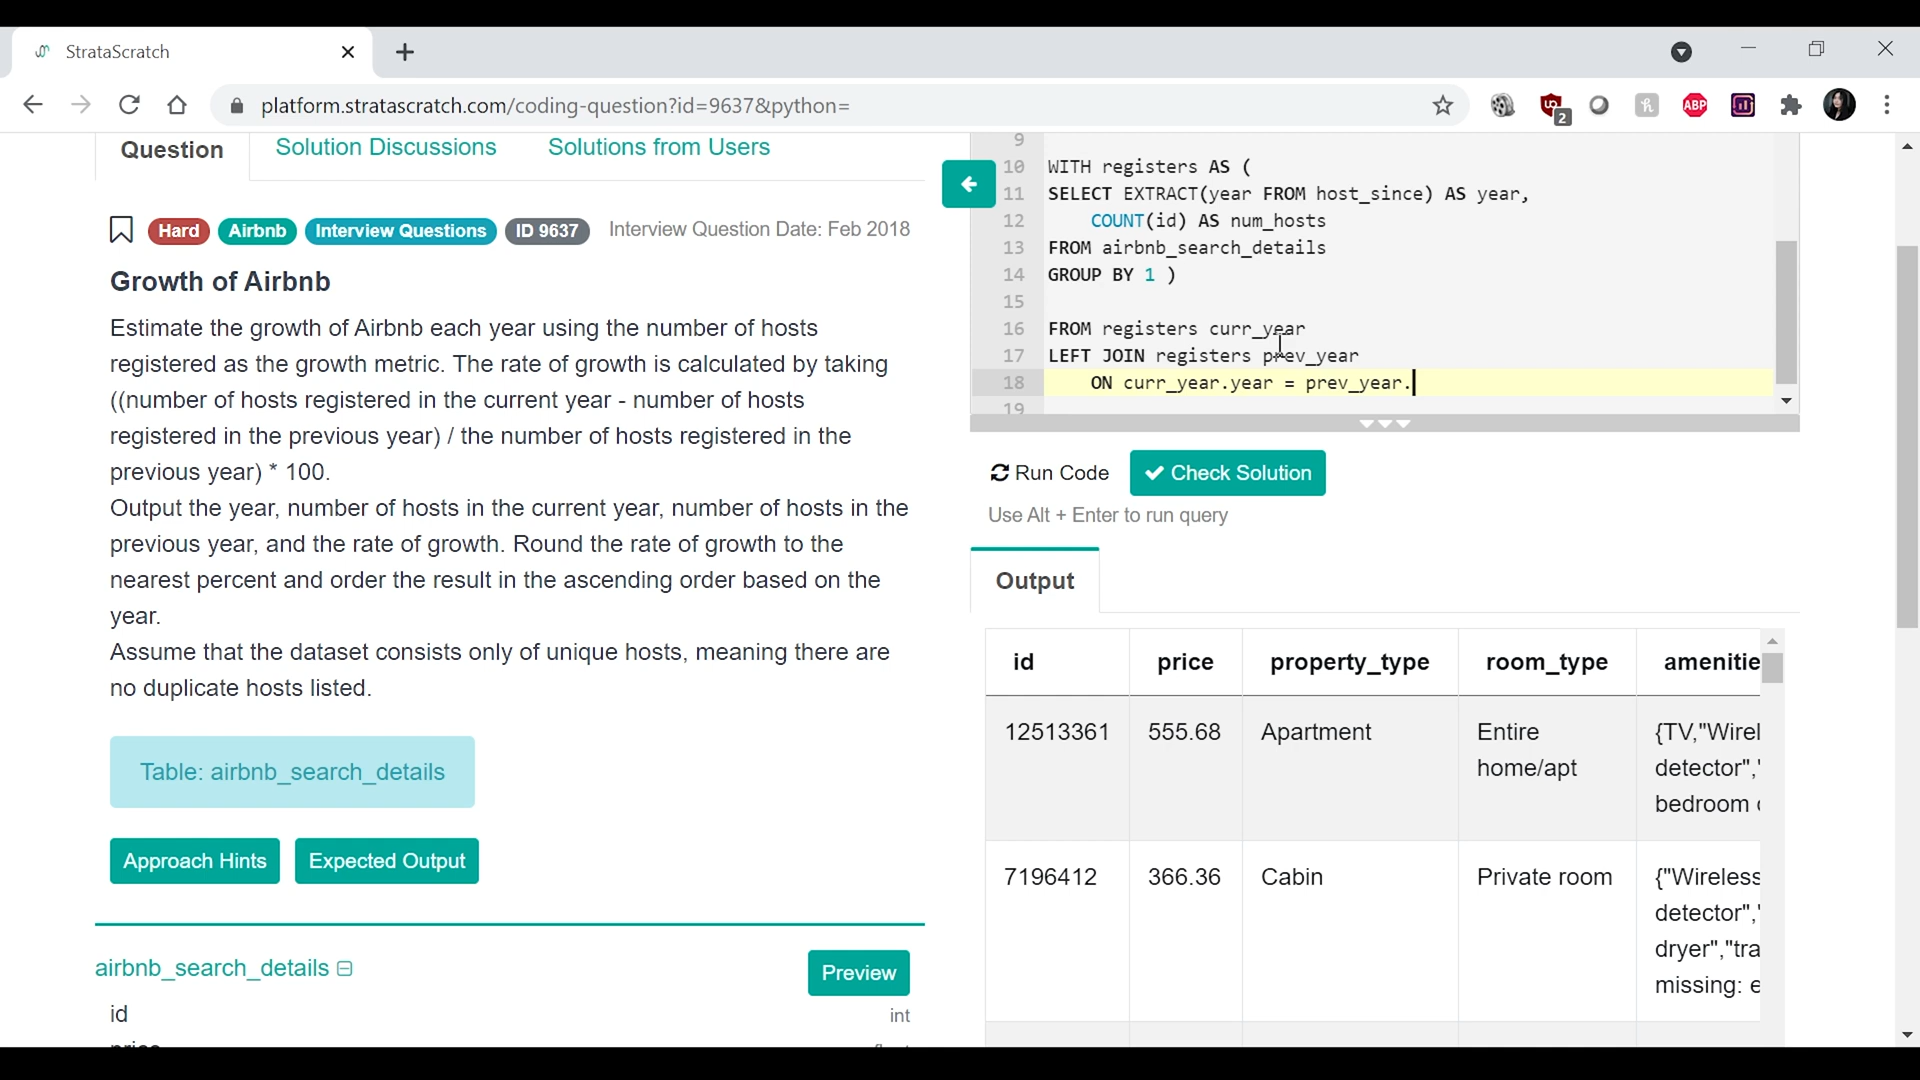 StrataScratch
platform.stratascratch.com/coding-question?id=9637&python=
2
ABP
Question
Solution Discussions
Solutions from Users
Hard
Airbnb
Interview Questions
ID 9637
Interview Question Date: Feb 2018
Growth of Airbnb
Estimate the growth of Airbnb each year using the number of hosts
registered as the growth metric. The rate of growth is calculated by taking
((number of hosts registered in the current year - number of hosts
registered in the previous year) / the number of hosts registered in the
previous year) * 100.
Output the year, number of hosts in the current year, number of hosts in the
previous year, and the rate of growth. Round the rate of growth to the
nearest percent and order the result in the ascending order based on the
year.
Assume that the dataset consists only of unique hosts, meaning there are
no duplicate hosts listed.
Table: airbnb_search_details
Approach Hints
Expected Output
airbnb_search_details
Preview
id int
9
10 WITH registers AS (
11 SELECT EXTRACT(year FROM host_since) AS year,
12 COUNT(id) AS num_hosts
13 FROM airbnb_search_details
14 GROUP BY 1 )
15
16 FROM registers curr_year
17 LEFT JOIN registers prev_year
18 ON curr_year.year = prev_year.
19
Run Code
Check Solution
Use Alt + Enter to run query
Output
id price property_type room_type amenitie
12513361 555.68 Apartment Entire {TV,"Wirel
home/apt detector","
bedroom
7196412 366.36 Cabin Private room {"Wireless
detector","
dryer","tra
missing: e